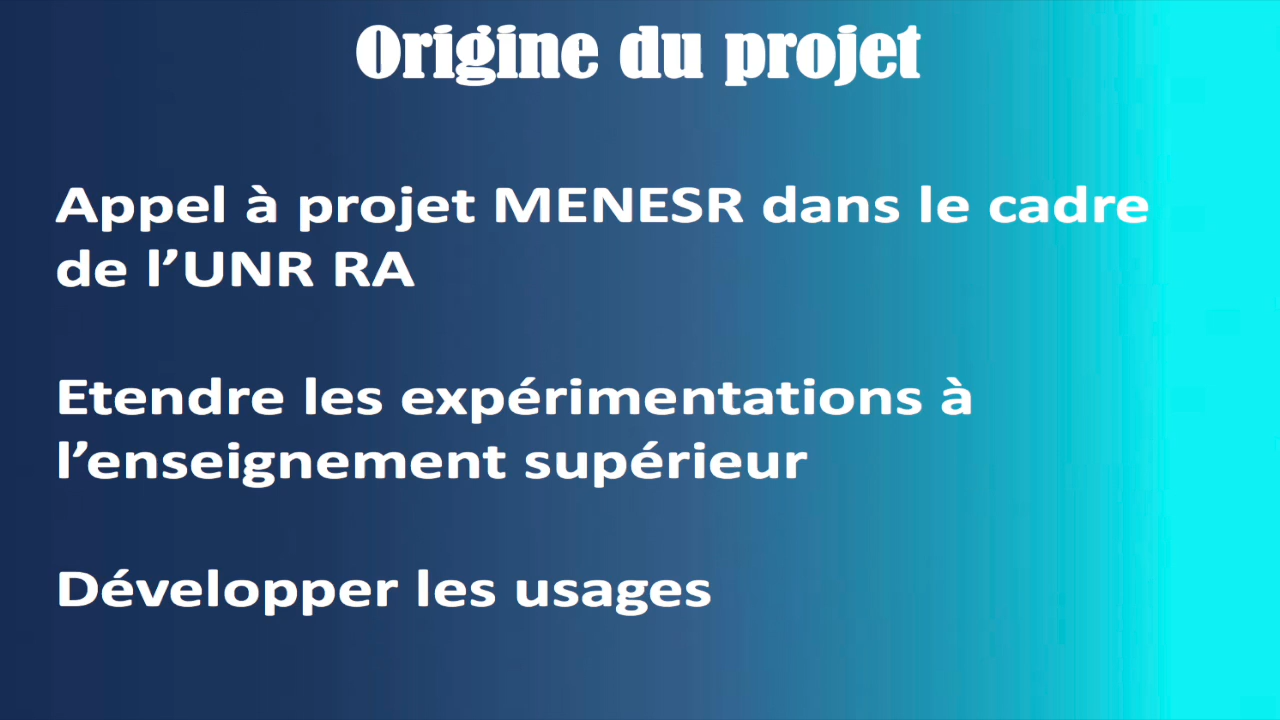 Origine du projet
Appel à projet MENESR dans le cadre
de l’UNR RA
Etendre les expérimentations à
l’enseignement supérieur
Développer les usages